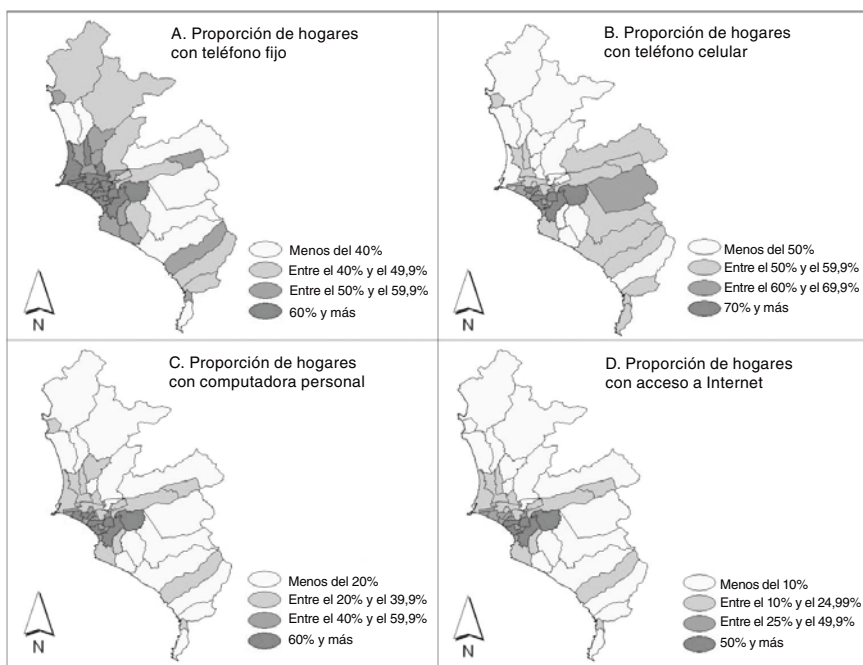 A. Proporción de hogares
con teléfono fijo
Menos del 40%
Entre el 40% y el 49,9%
Entre el 50% y el 59,9%
60% y más
N
B. Proporción de hogares
con teléfono celular
Menos del 50%
Entre el 50% y el 59,9%
Entre el 60% y el 69,9%
70% y más
N
C. Proporción de hogares
con computadora personal
Menos del 20%
Entre el 20% y el 39,9%
Entre el 40% y el 59,9%
60% y más
N
D. Proporción de hogares
con acceso a Internet
Menos del 10%
Entre el 10% y el 24,99%
Entre el 25% y el 49,9%
50% y más
N